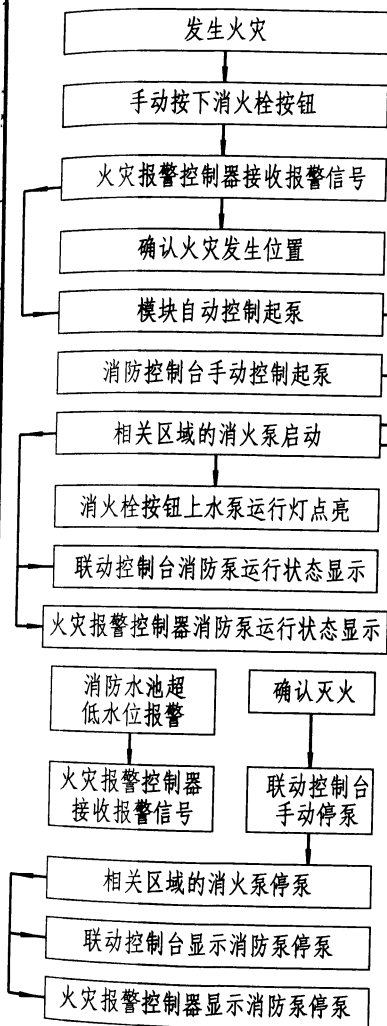 发生火灾
手动按下消火栓按钮
火灾报警控制器接收报警信号
确认火灾发生位置
模块自动控制起泵
消防控制台手动控制起泵
相关区域的消火泵启动
消火栓按钮上水泵运行灯点亮
联动控制台消防泵运行状态显示
火灾报警控制器消防泵运行状态显示
消防水池超
低水位报警
火灾报警控制器
接收报警信号
确认灭火
联动控制台
手动停泵
相关区域的消火泵停泵
联动控制台显示消防泵停泵
火灾报警控制器显示消防泵停泵